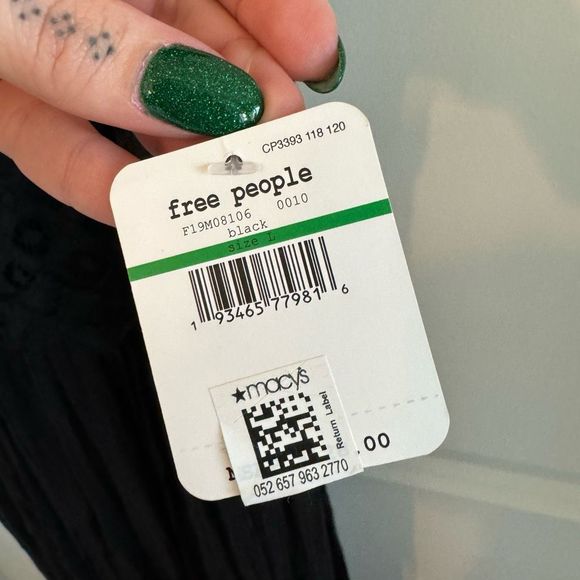 CP3393 118 120
free people
F19M08106 0010
black
size L
1 93465 77981 6
★macy's
Return Label
.00
052 657 963 2770